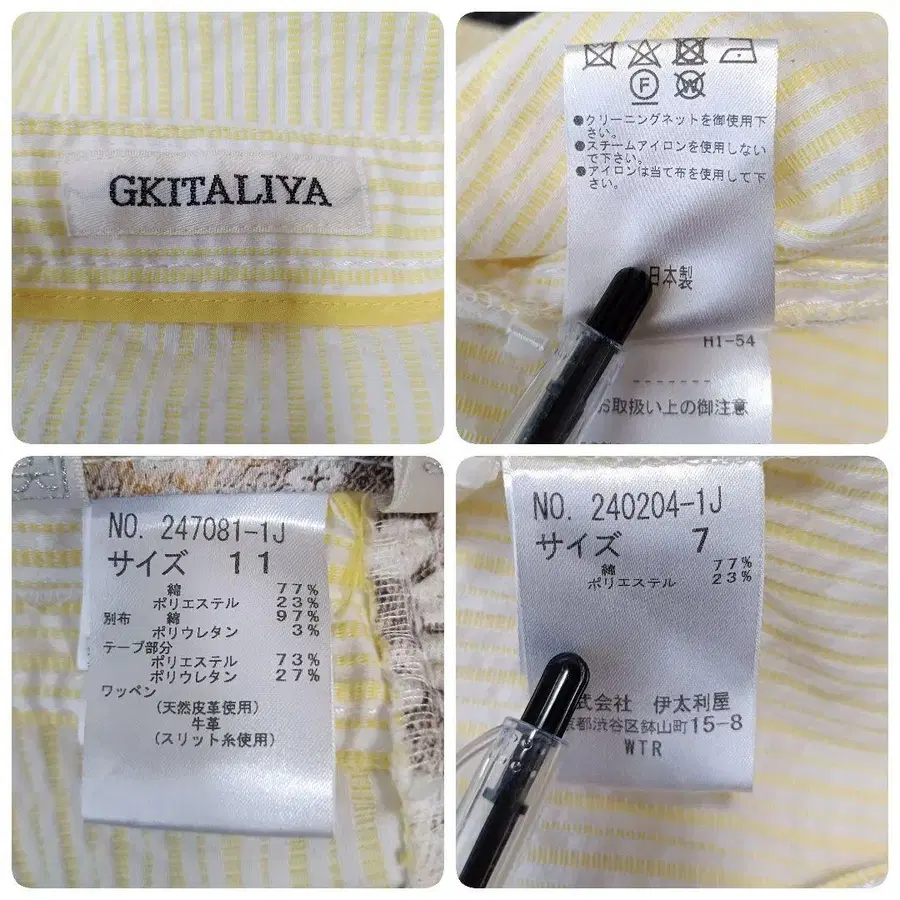 GKITALIYA
F
W
●クリーニングネットを御使用下
さい。
●スチームアイロンを使用しない
で下さい。
●アイロンは当て布を使用して下
さい。
日本製
HI-54
お取扱い上の御注意
NO. 247081-1J
サイズ 11
綿 77%
ポリエステル 23%
別布 綿 97%
ポリウレタン 3%
テープ部分
ポリエステル 73%
ポリウレタン 27%
ワッペン
(天然皮革使用)
牛革
(スリット糸使用)
NO. 240204-1J
サイズ 7
綿 77%
ポリエステル 23%
式会社 伊太利屋
京都渋谷区鉢山町15-8
WTR